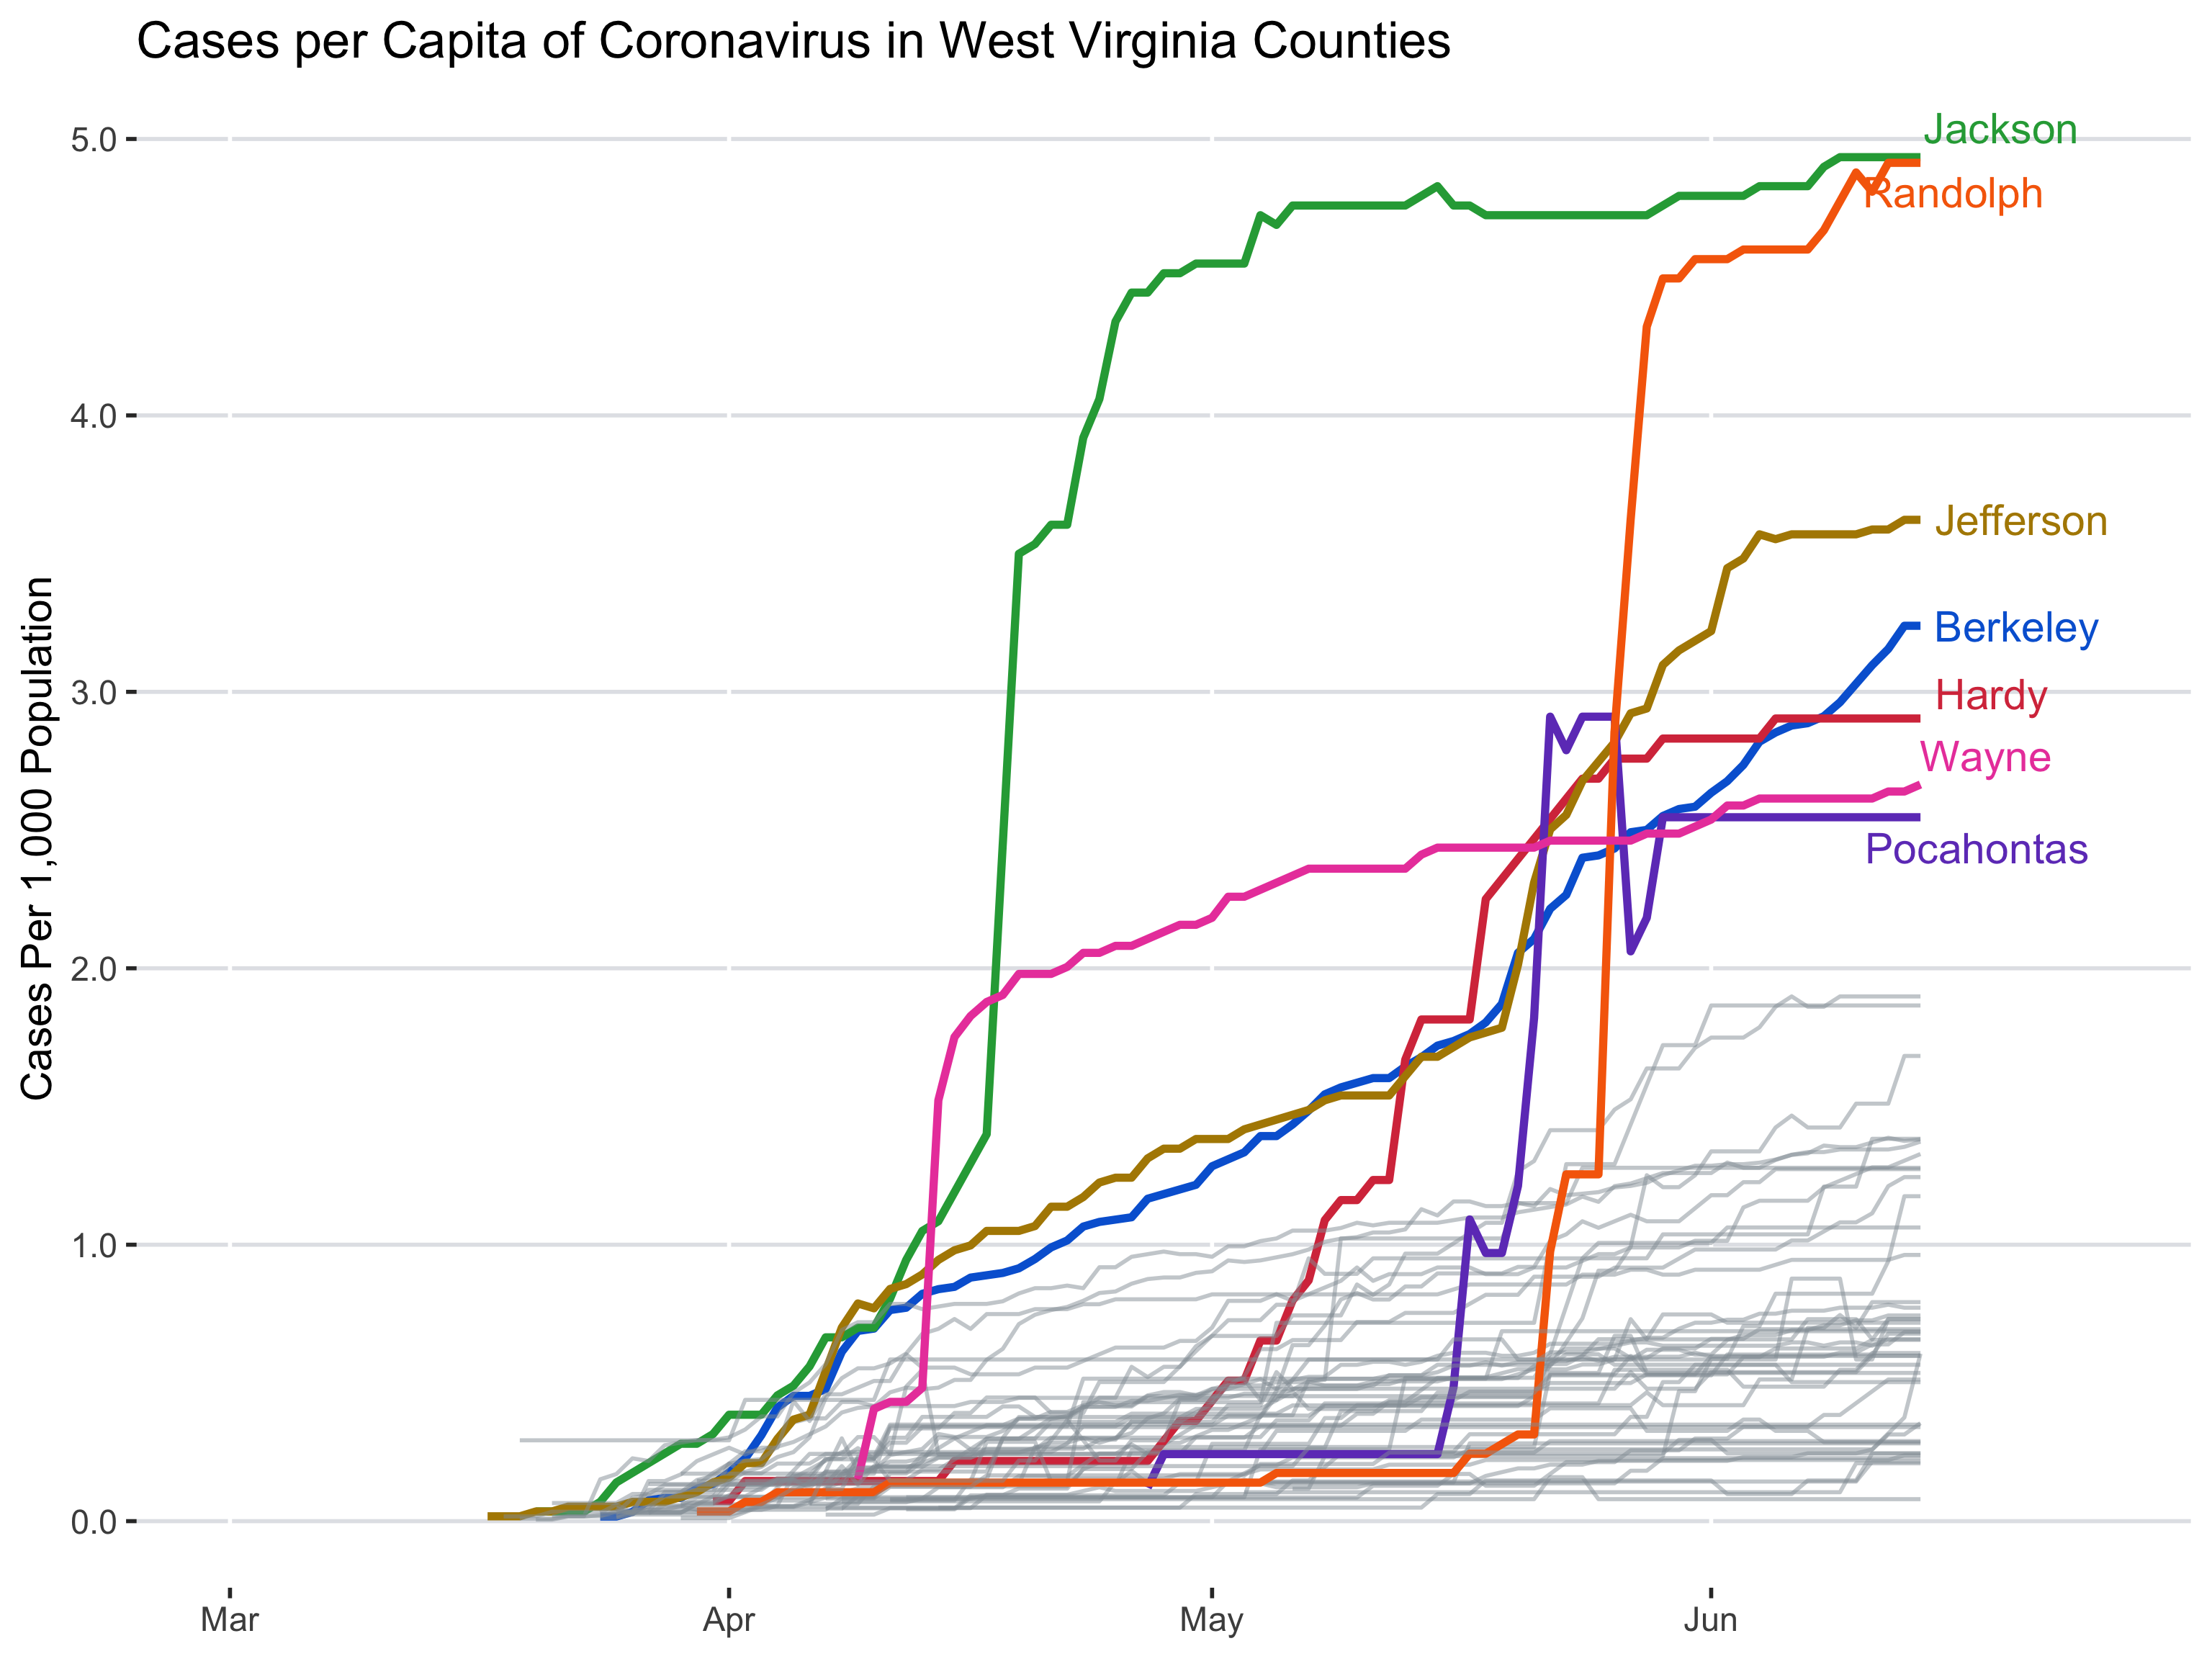 Cases per Capita of Coronavirus in West Virginia Counties
Cases Per 1,000 Population
5.0
4.0
3.0
2.0
1.0
0.0
Jackson
Randolph
Jefferson
Berkeley
Hardy
Wayne
Pocahontas
Mar
Apr
May
Jun